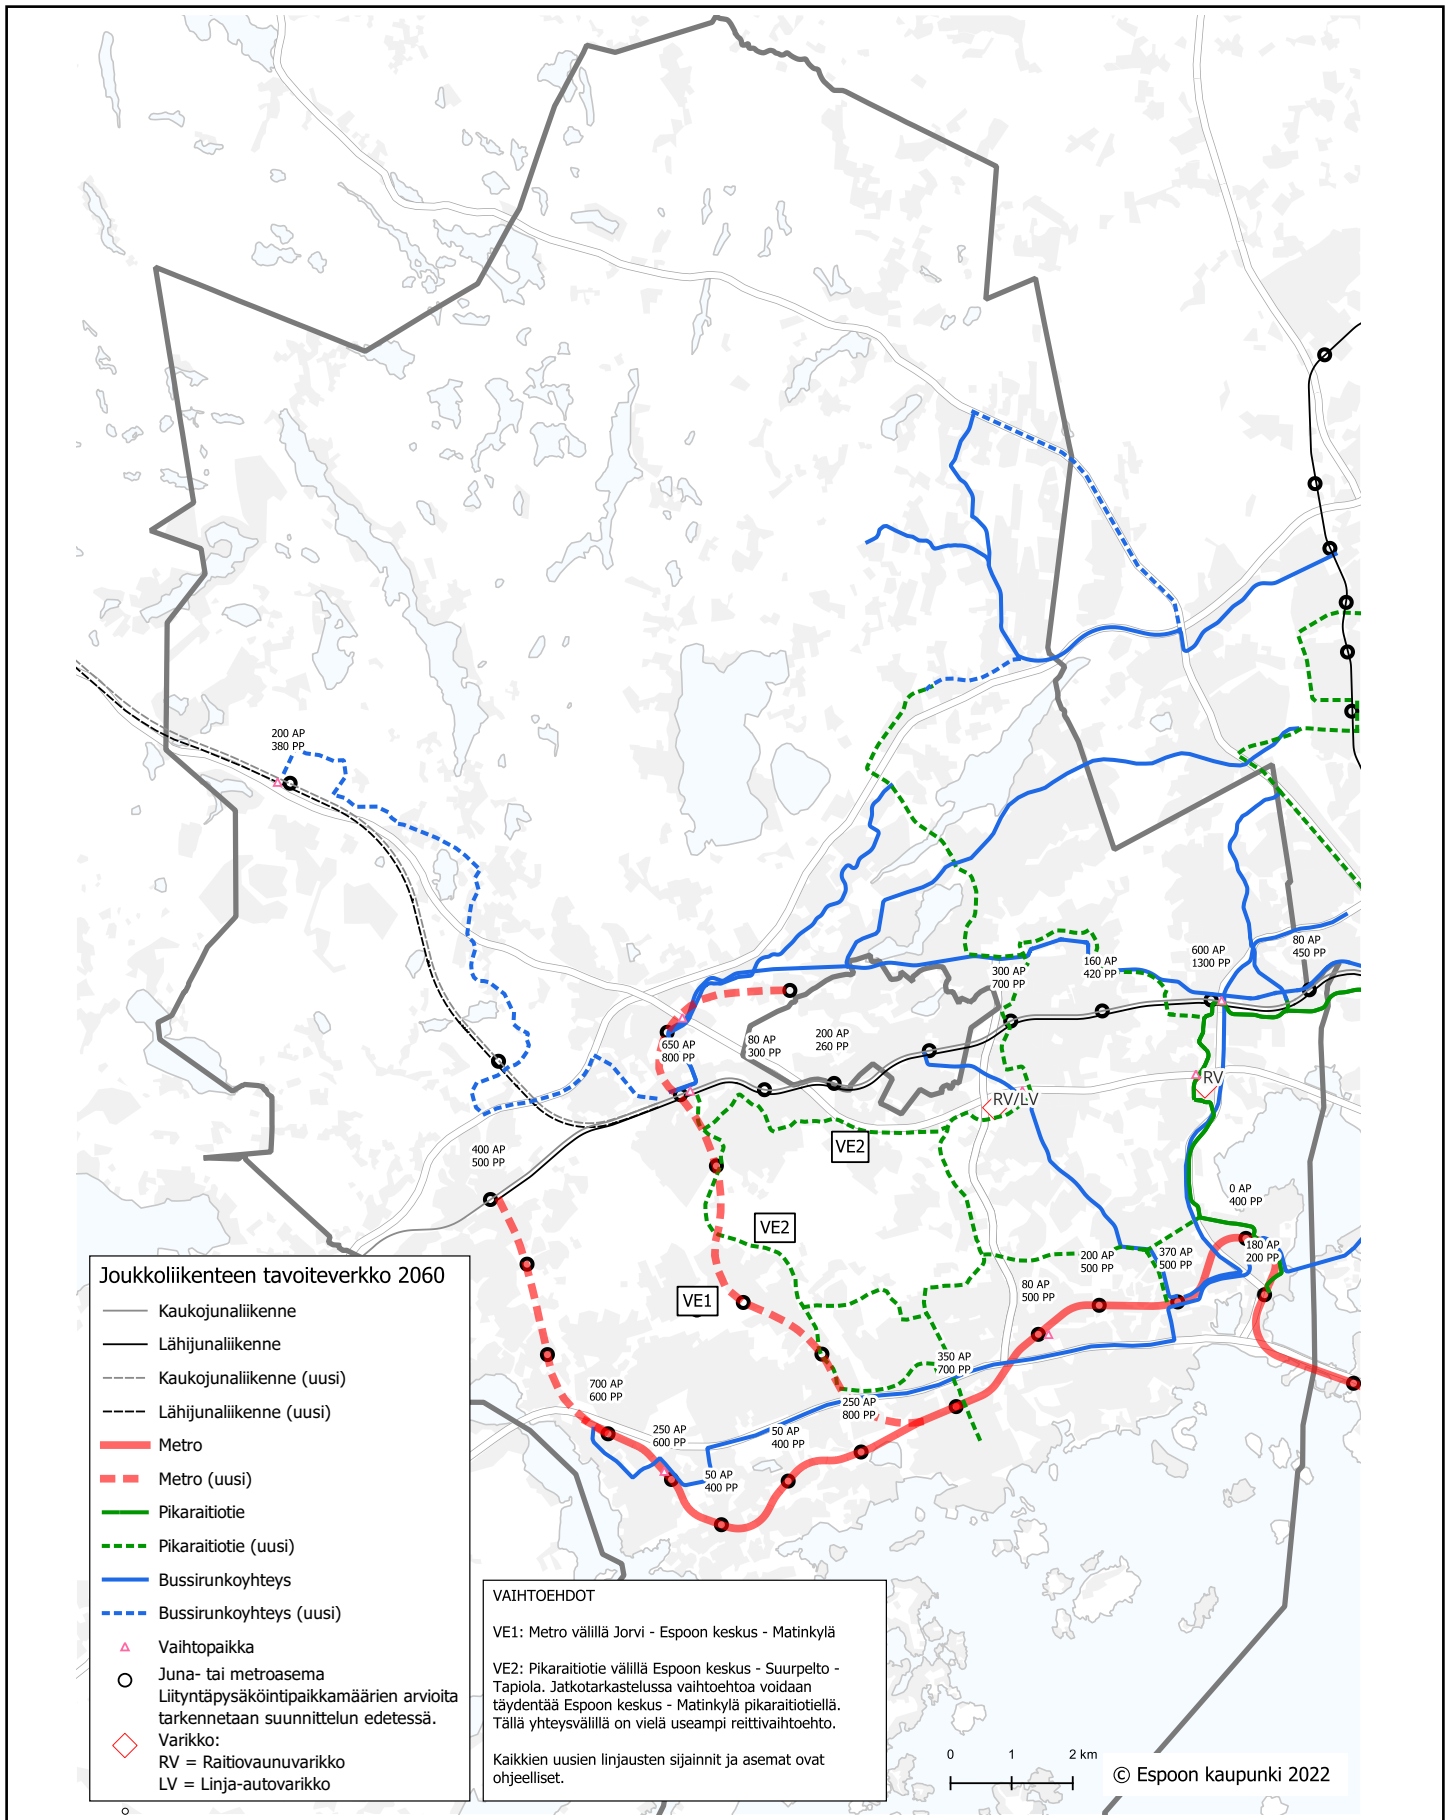 200 AP
380 PP
300 AP
700 PP
160 AP
420 PP
600 AP
1300 PP
80 AP
450 PP
650 AP
800 PP
80 AP
300 PP
200 AP
260 PP
RV
RV/LV
VE2
400 AP
500 PP
0 AP
400 PP
VE2
200 AP
500 PP
370 AP
500 PP
180 AP
200 PP
80 AP
500 PP
VE1
350 AP
700 PP
700 AP
600 PP
250 AP
800 PP
250 AP
600 PP
50 AP
400 PP
50 AP
400 PP
Joukkoliikenteen tavoiteverkko 2060
Kaukojunaliikenne
Lähijunaliikenne
Kaukojunaliikenne (uusi)
Lähijunaliikenne (uusi)
Metro
Metro (uusi)
Pikaraitiotie
Pikaraitiotie (uusi)
Bussirunkoyhteys
Bussirunkoyhteys (uusi)
Vaihtopaikka
Juna- tai metroasema
Liityntäpysäköintipaikkamäärien arvioita
tarkennetaan suunnittelun edetessä.
Varikko:
RV = Raitiovaunuvarikko
LV = Linja-autovarikko
VAIHTOEHDOT
VE1: Metro välillä Jorvi - Espoon keskus - Matinkylä
VE2: Pikaraitiotie välillä Espoon keskus - Suurpelto -
Tapiola. Jatkotarkastelussa vaihtoehtoa voidaan
täydentää Espoon keskus - Matinkylä pikaraitiotiellä.
Tällä yhteysvälillä on vielä useampi reittivaihtoehto.
Kaikkien uusien linjausten sijainnit ja asemat ovat
ohjeelliset.
0 1 2 km
© Espoon kaupunki 2022